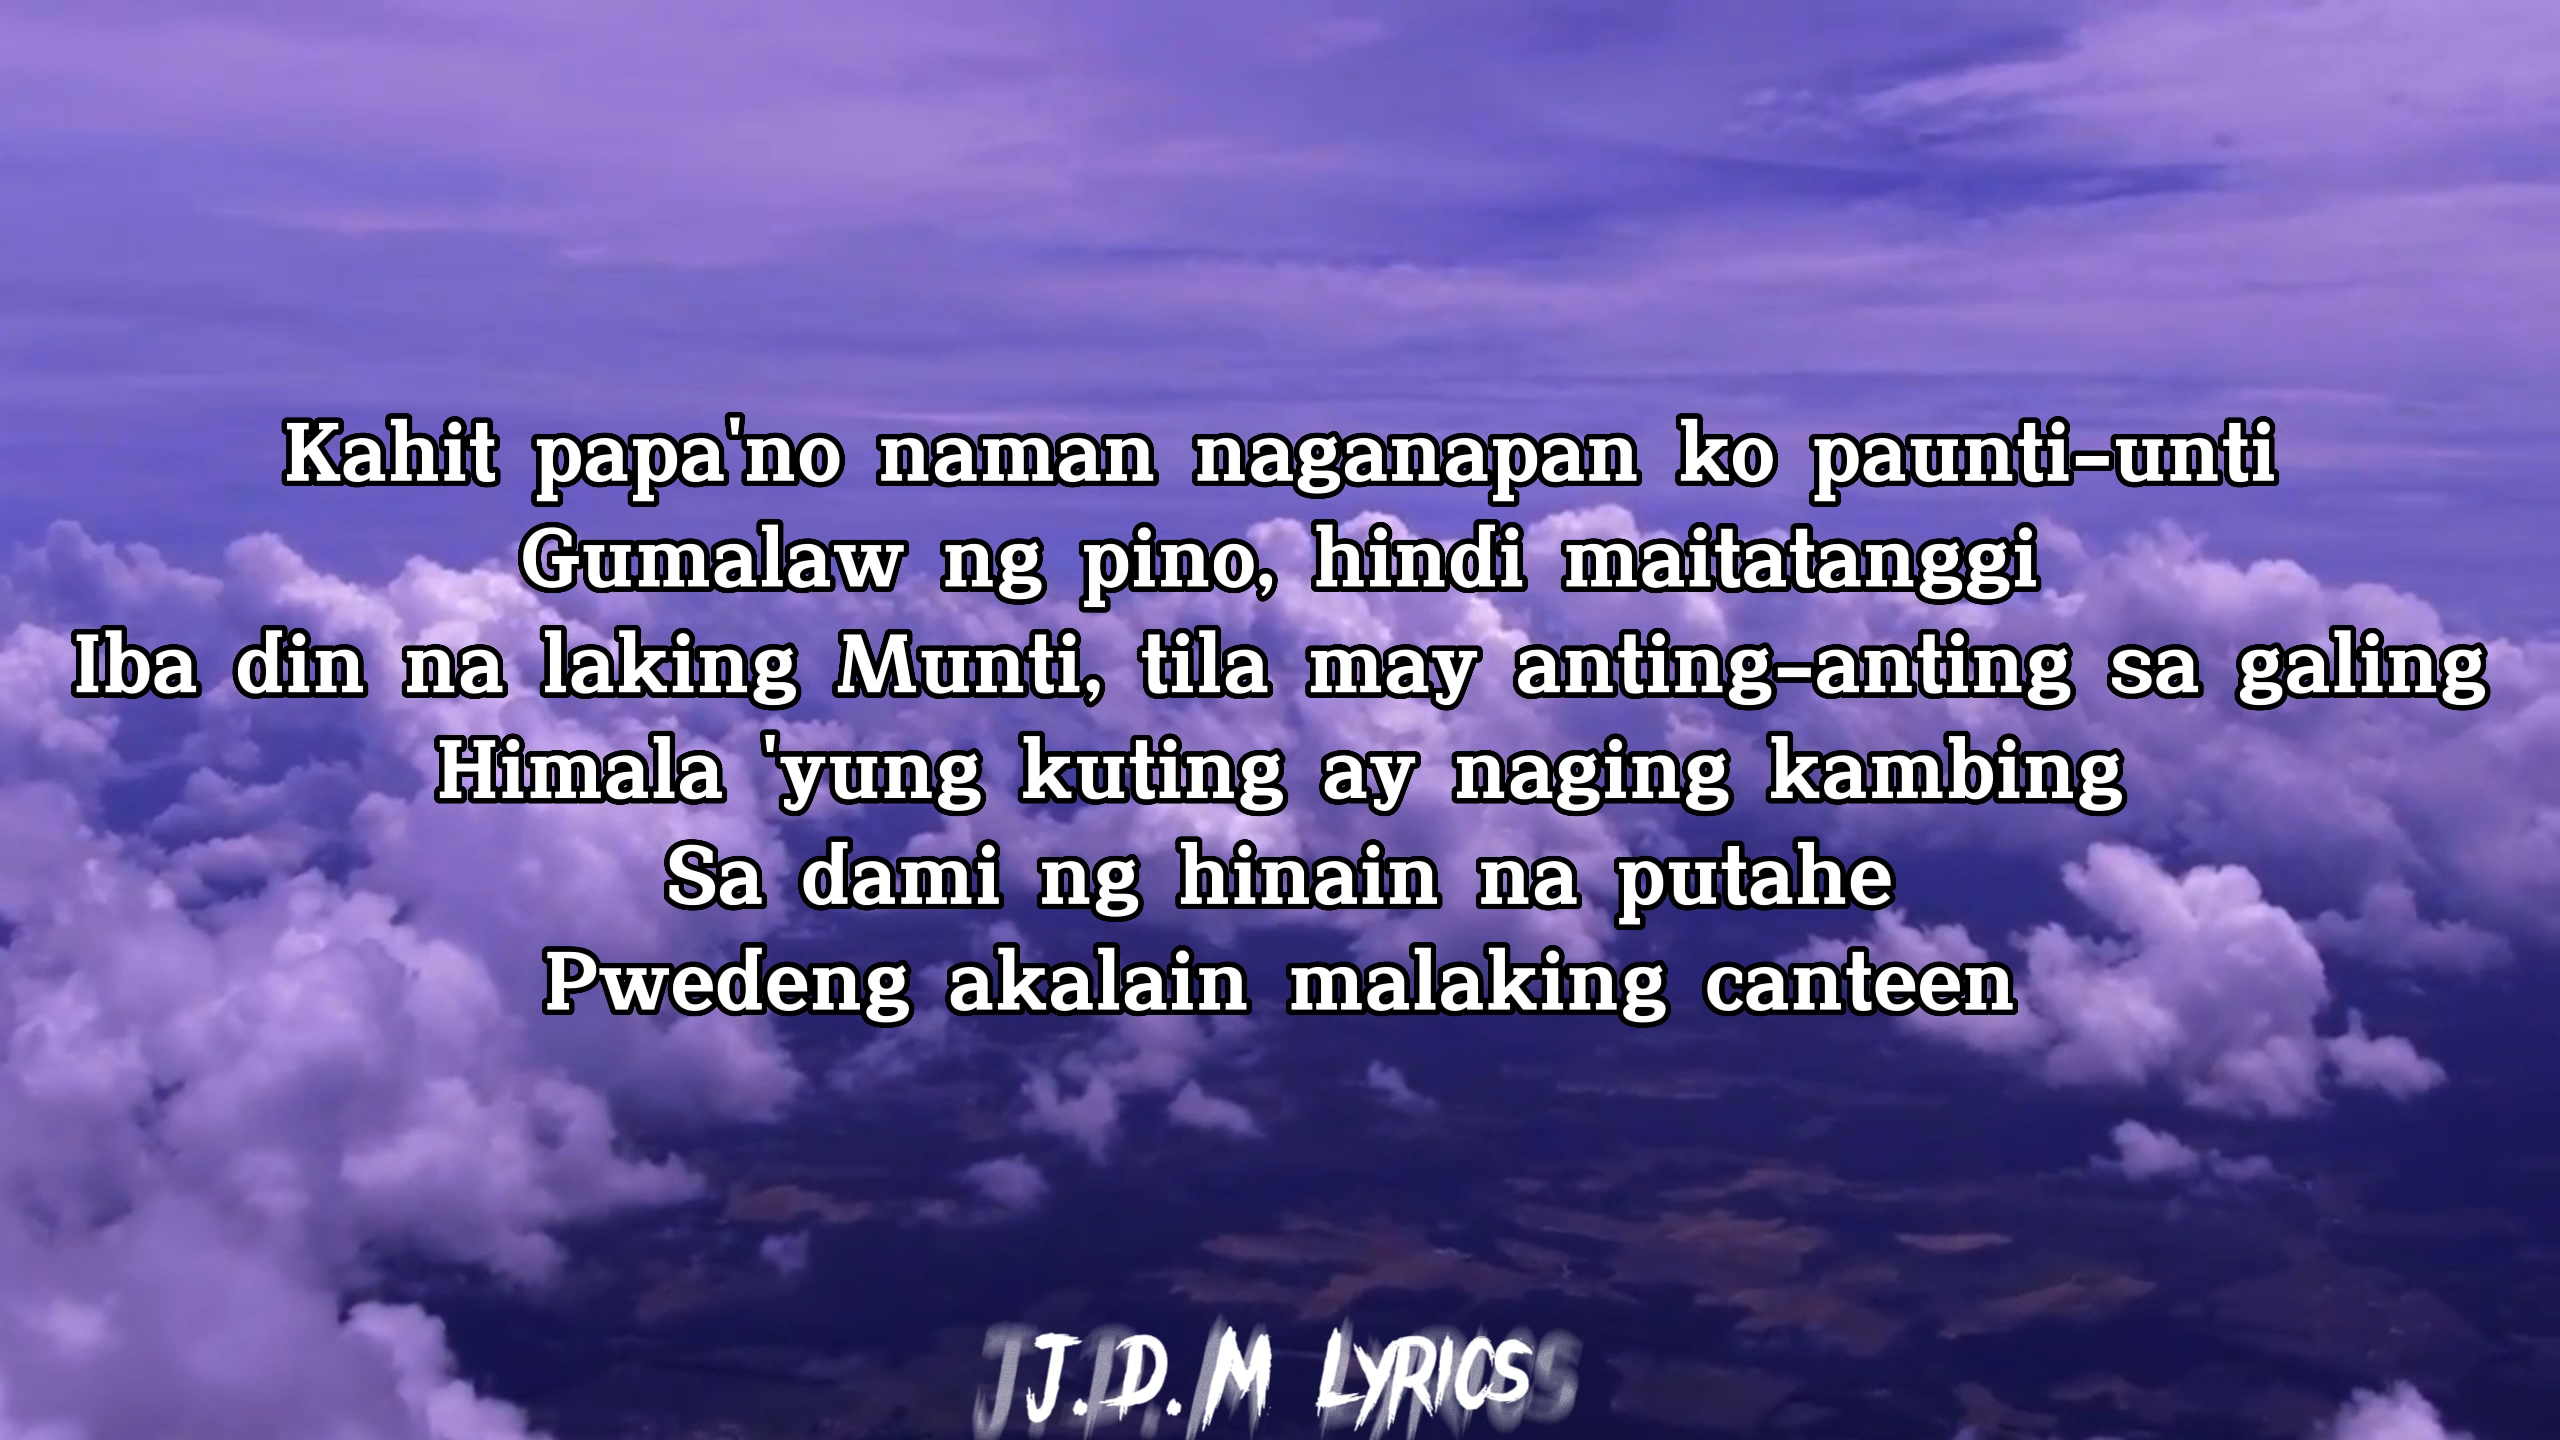 Kahit papa'no naman naganapan ko paunti-unti
Gumalaw ng pino, hindi maitatanggi
Iba din na laking Munti, tila may anting-anting sa galing
Himala 'yung kuting ay naging kambing
Sa dami ng hinain na putahe
Pwedeng akalain malaking canteen
J.D.M Lyrics